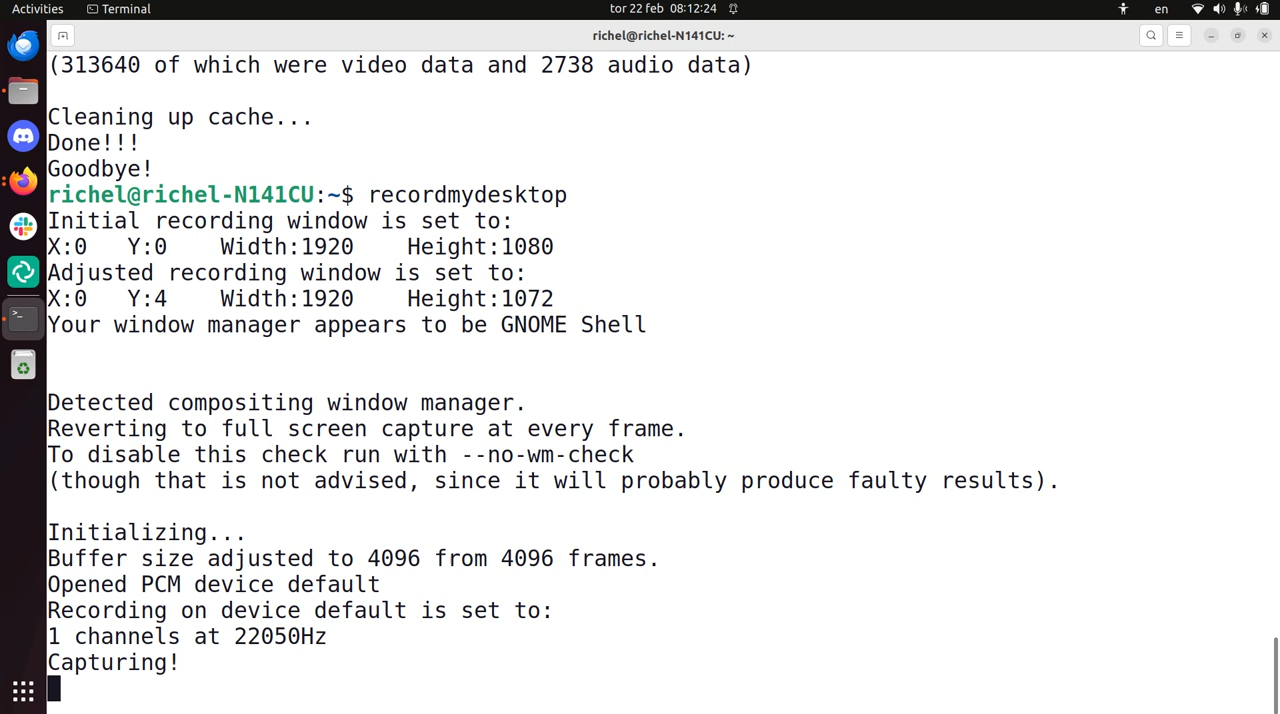 Activities Terminal tor 22 feb 08:12:24 en
richel@richel-N141CU: ~
(313640 of which were video data and 2738 audio data)
Cleaning up cache...
Done!!!
Goodbye!
richel@richel-N141CU:~$ recordmydesktop
Initial recording window is set to:
X:0   Y:0    Width:1920    Height:1080
Adjusted recording window is set to:
X:0   Y:4    Width:1920    Height:1072
Your window manager appears to be GNOME Shell
Detected compositing window manager.
Reverting to full screen capture at every frame.
To disable this check run with --no-wm-check
(though that is not advised, since it will probably produce faulty results).
Initializing...
Buffer size adjusted to 4096 from 4096 frames.
Opened PCM device default
Recording on device default is set to:
1 channels at 22050Hz
Capturing!